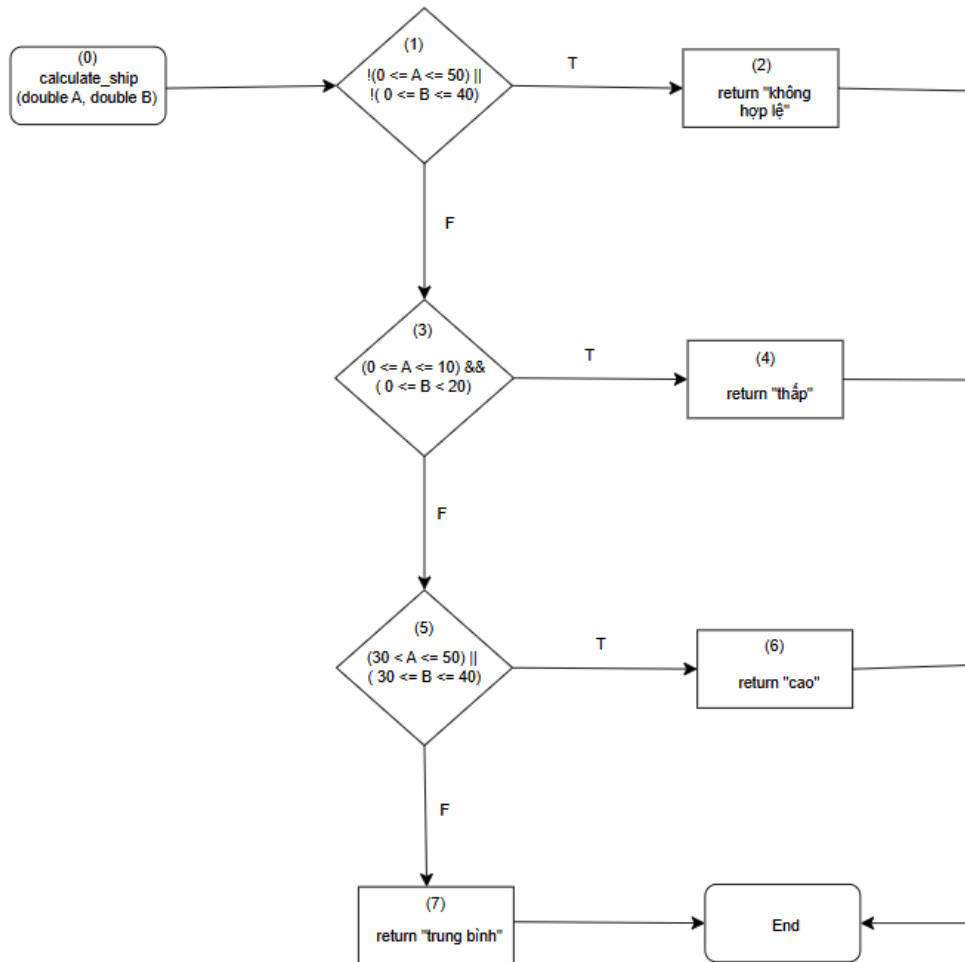 (0)
calculate_ship
(double A, double B)
(1)
!(0 <= A <= 50) ||
!( 0 <= B <= 40)
T
(2)
return "không
hợp lệ"
F
(3)
(0 <= A <= 10) &&
( 0 <= B < 20)
T
(4)
return "thấp"
F
(5)
(30 < A <= 50) ||
( 30 <= B <= 40)
T
(6)
return "cao"
F
(7)
return "trung bình"
End